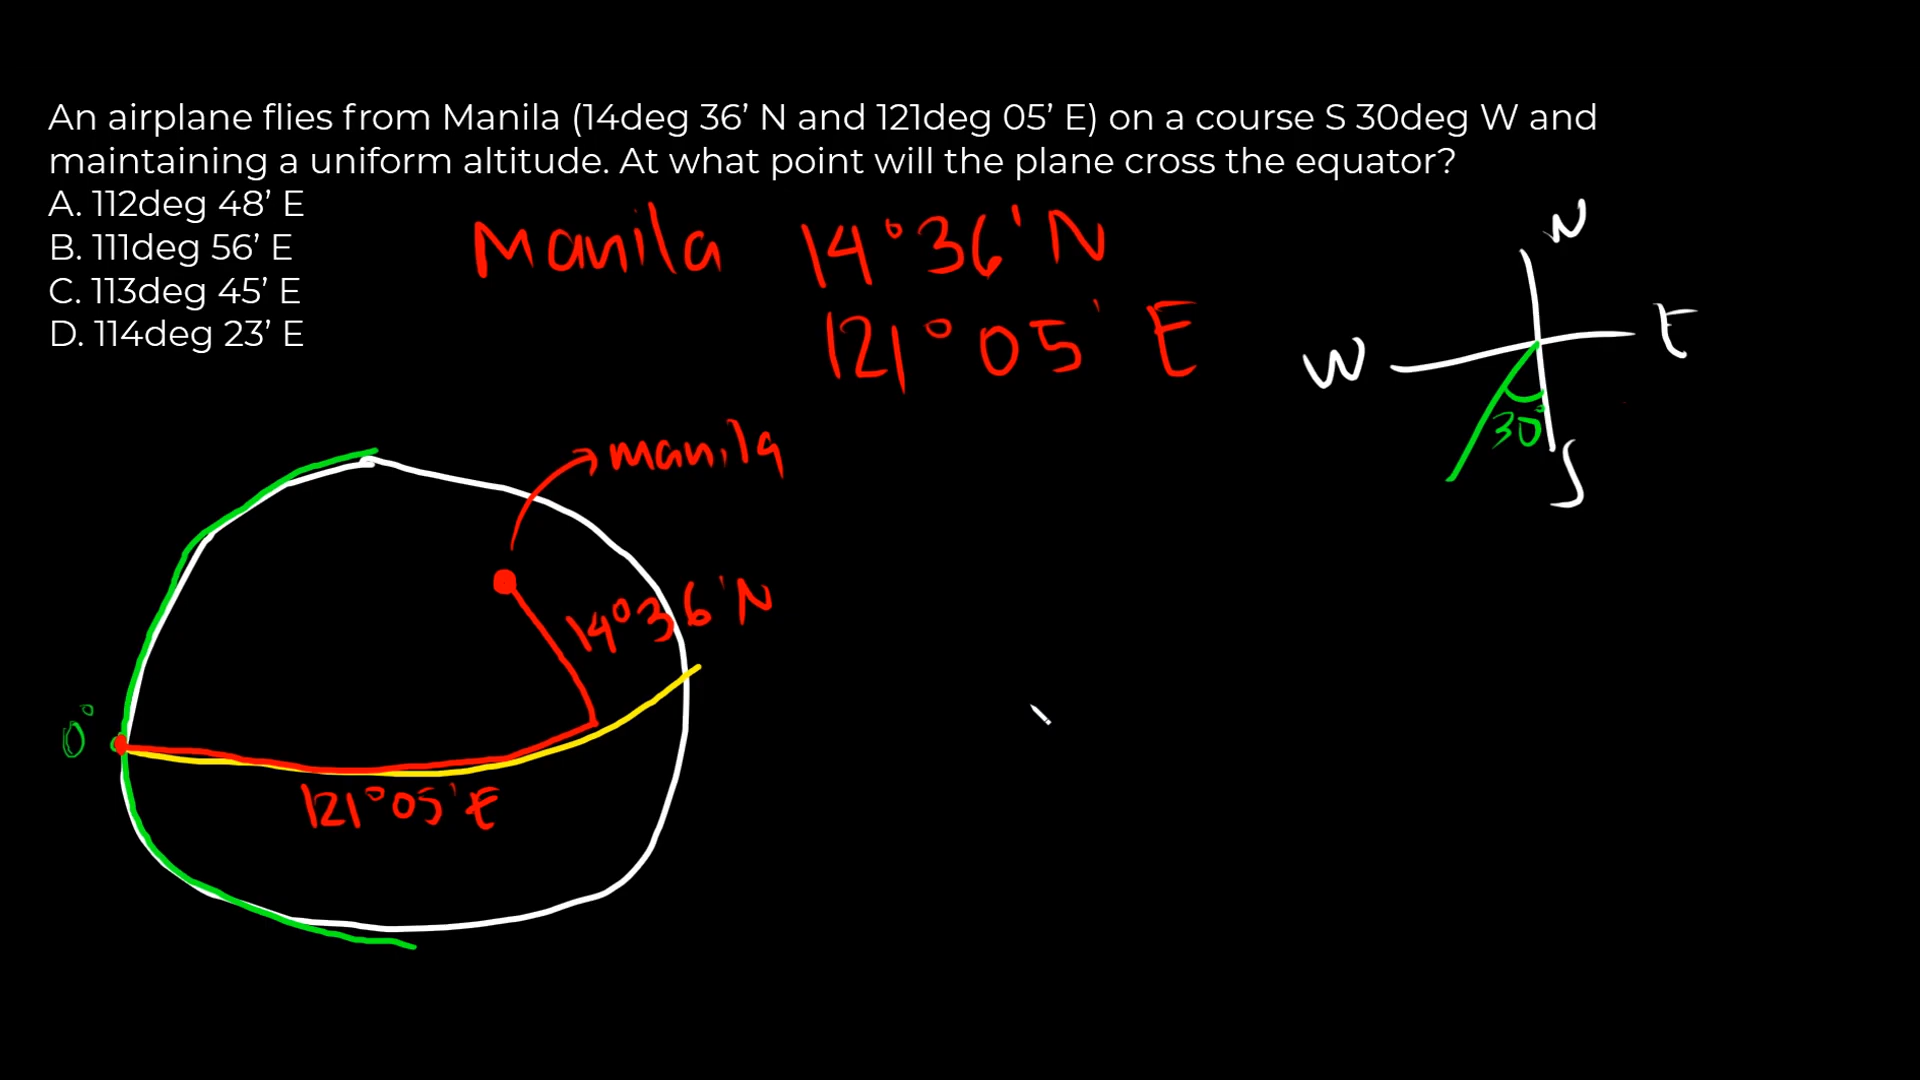 An airplane flies from Manila (14deg 36’ N and 121deg 05’ E) on a course S 30deg W and
maintaining a uniform altitude. At what point will the plane cross the equator?
A. 112deg 48’ E
B. 111deg 56’ E
C. 113deg 45’ E
D. 114deg 23’ E
Manila 14°36'N
121°05' E
N
W
E
30°
S
manila
14°36'N
0°
121°05'E